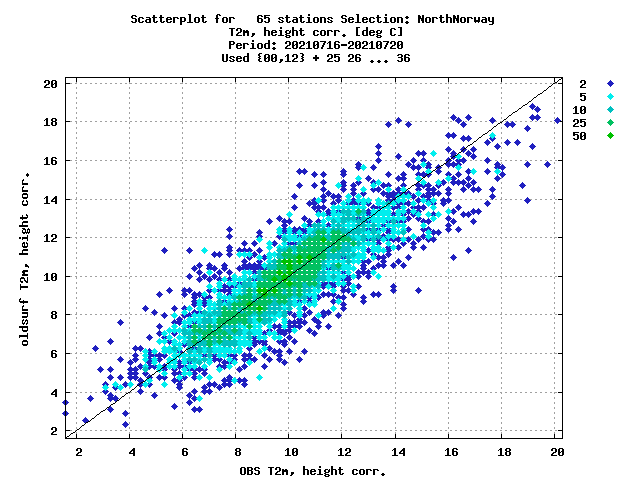 Scatterplot for   65 stations Selection: NorthNorway
T2m, height corr. [deg C]
Period: 20210716-20210720
Used {00,12} + 25 26 ... 36
2
5
10
25
50
oldsurf T2m, height corr.
20
18
16
14
12
10
8
6
4
2
2 4 6 8 10 12 14 16 18 20
OBS T2m, height corr.